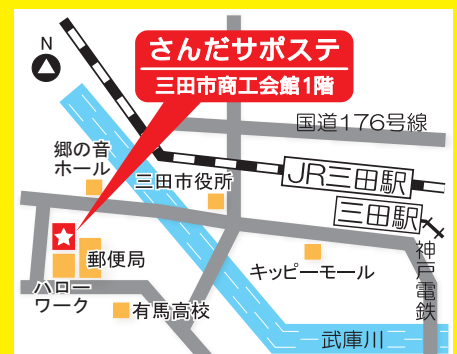 さんだサポステ
三田市商工会館1階
N
国道176号線
郷の音
ホール
三田市役所
JR三田駅
三田駅
神戸電鉄
郵便局
キッピーモール
ハロー
ワーク
有馬高校
武庫川